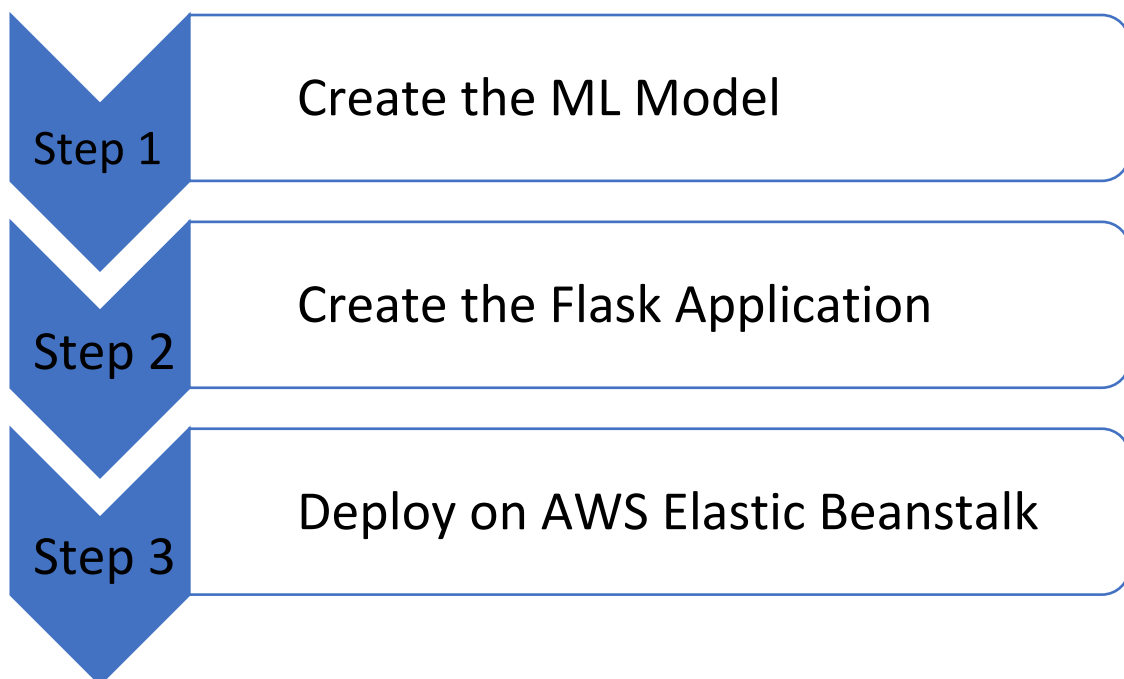 Create the ML Model
Step 1
Create the Flask Application
Step 2
Deploy on AWS Elastic Beanstalk
Step 3